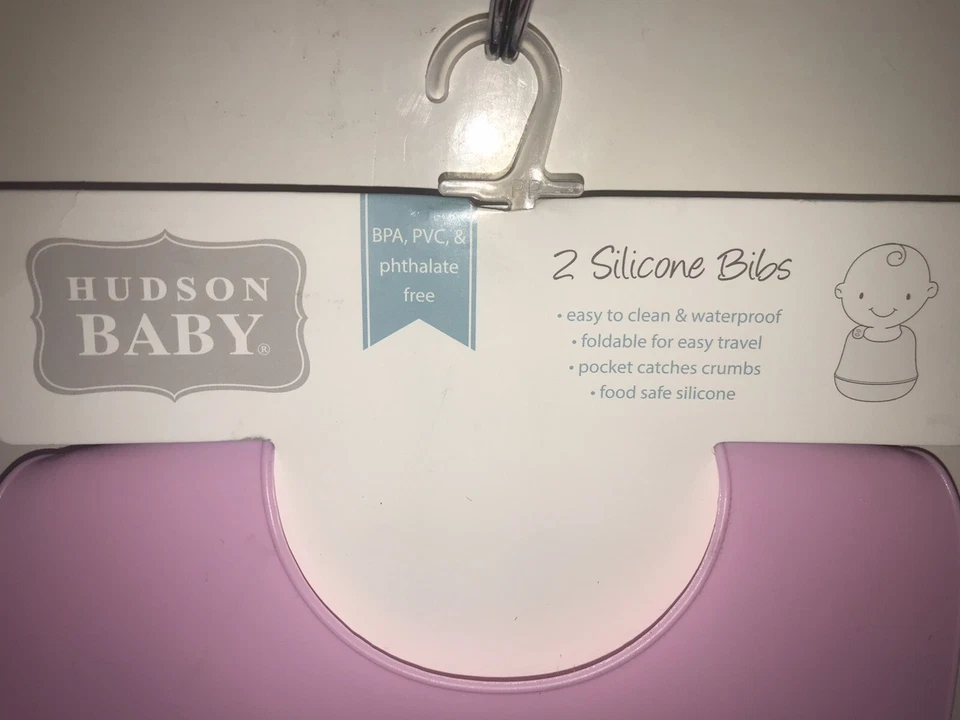 HUDSON
BABY®
BPA, PVC, &
phthalate
free
2 Silicone Bibs
• easy to clean & waterproof
• foldable for easy travel
• pocket catches crumbs
• food safe silicone